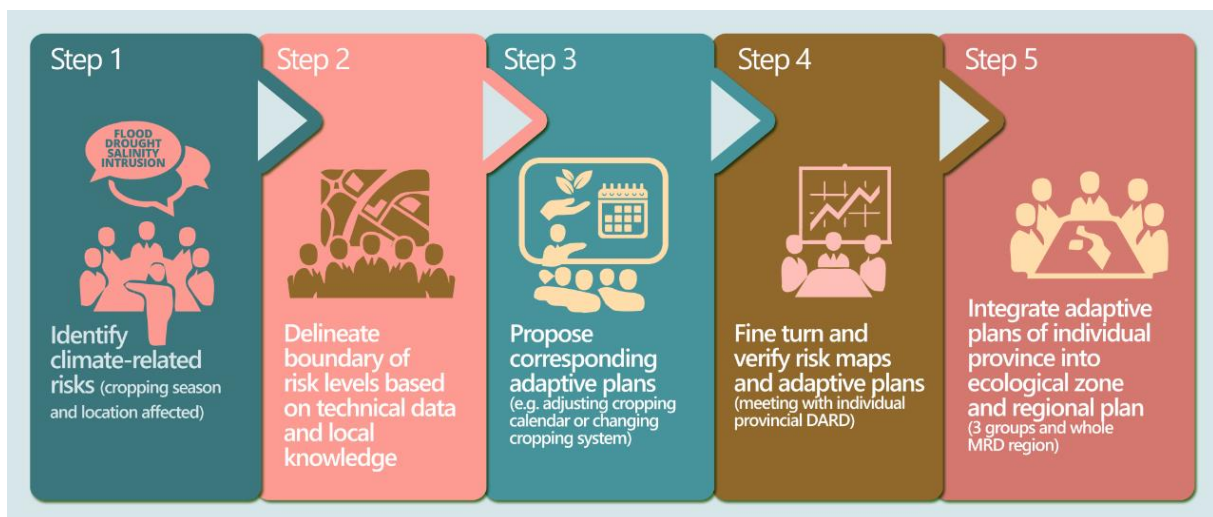 Step 1
FLOOD
DROUGHT
SALINITY
INTRUSION
Identify
climate-related
risks (cropping season
and location affected)
Step 2
Delineate
boundary of
risk levels based
on technical data
and local
knowledge
Step 3
Propose
corresponding
adaptive plans
(e.g. adjusting cropping
calendar or changing
cropping system)
Step 4
Fine turn and
verify risk maps
and adaptive plans
(meeting with individual
provincial DARD)
Step 5
Integrate adaptive
plans of individual
province into
ecological zone
and regional plan
(3 groups and whole
MRD region)